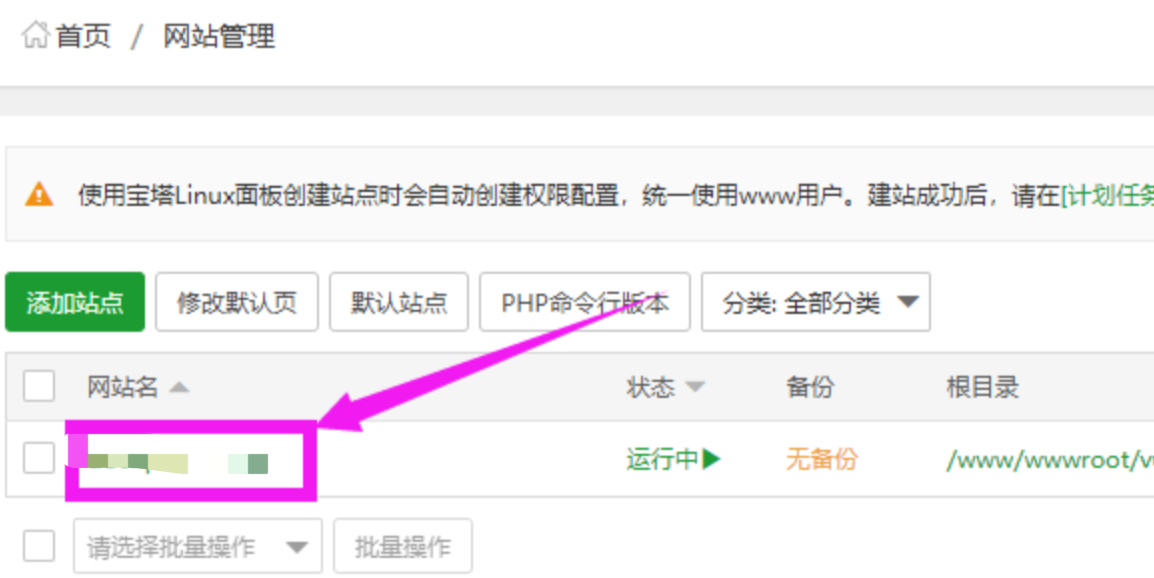 首页 / 网站管理
使用宝塔Linux面板创建站点时会自动创建权限配置，统一使用www用户。建站成功后，请在[计划任务
添加站点 修改默认页 默认站点 PHP命令行版本 分类: 全部分类
网站名 状态 备份 根目录
运行中 无备份 /www/wwwroot/
请选择批量操作 批量操作